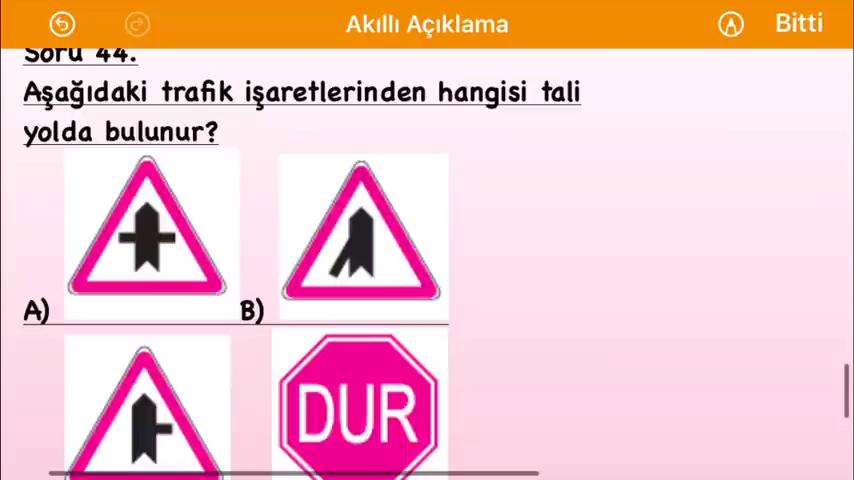 Akıllı Açıklama
Bitti
Soru 44.
Aşağıdaki trafik işaretlerinden hangisi tali
yolda bulunur?
A)
B)
DUR